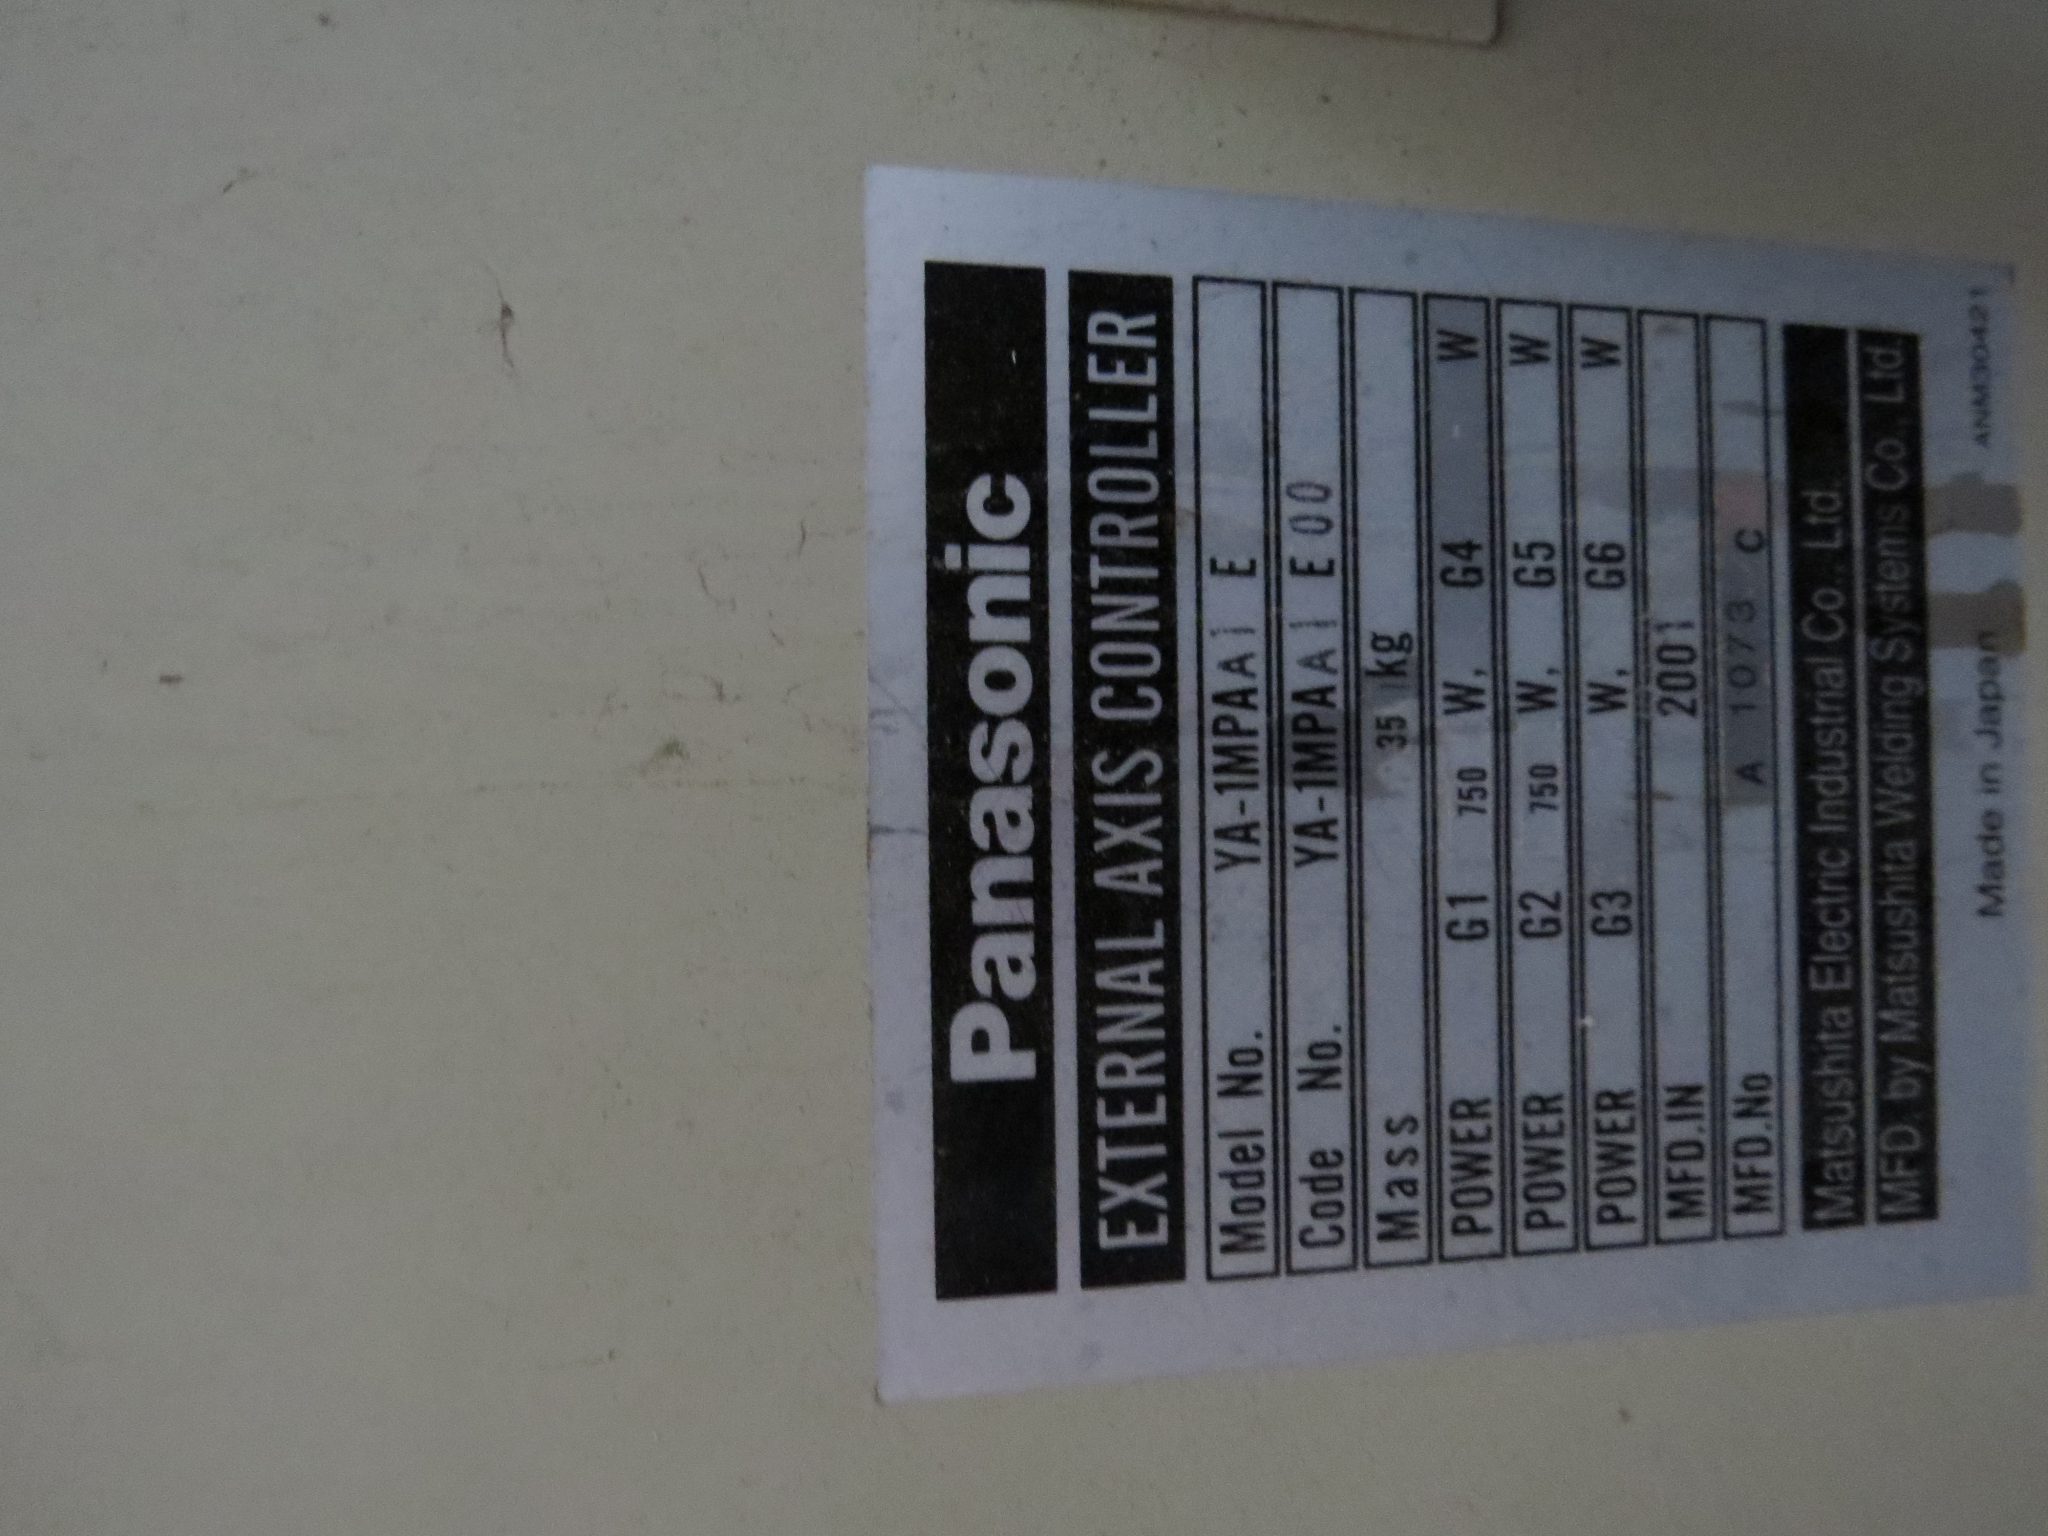 Panasonic
EXTERNAL AXIS CONTROLLER
Model No. YA-1MPAA1 E
Code No. YA-1MPAA1 E00
Mass 35 kg
POWER G1 750 W, G4 W
POWER G2 750 W, G5 W
POWER G3 W, G6 W
MFD.IN 2001
MFD.No A 1073 C
Matsushita Electric Industrial Co.,Ltd.
MFD. by Matsushita Welding Systems Co.,Ltd.
Made in Japan ANM30421